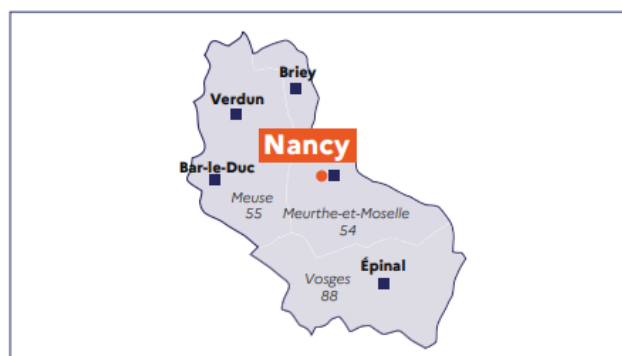 Briey
Verdun
Nancy
Bar-le-Duc
Meuse
55
Meurthe-et-Moselle
54
Épinal
Vosges
88